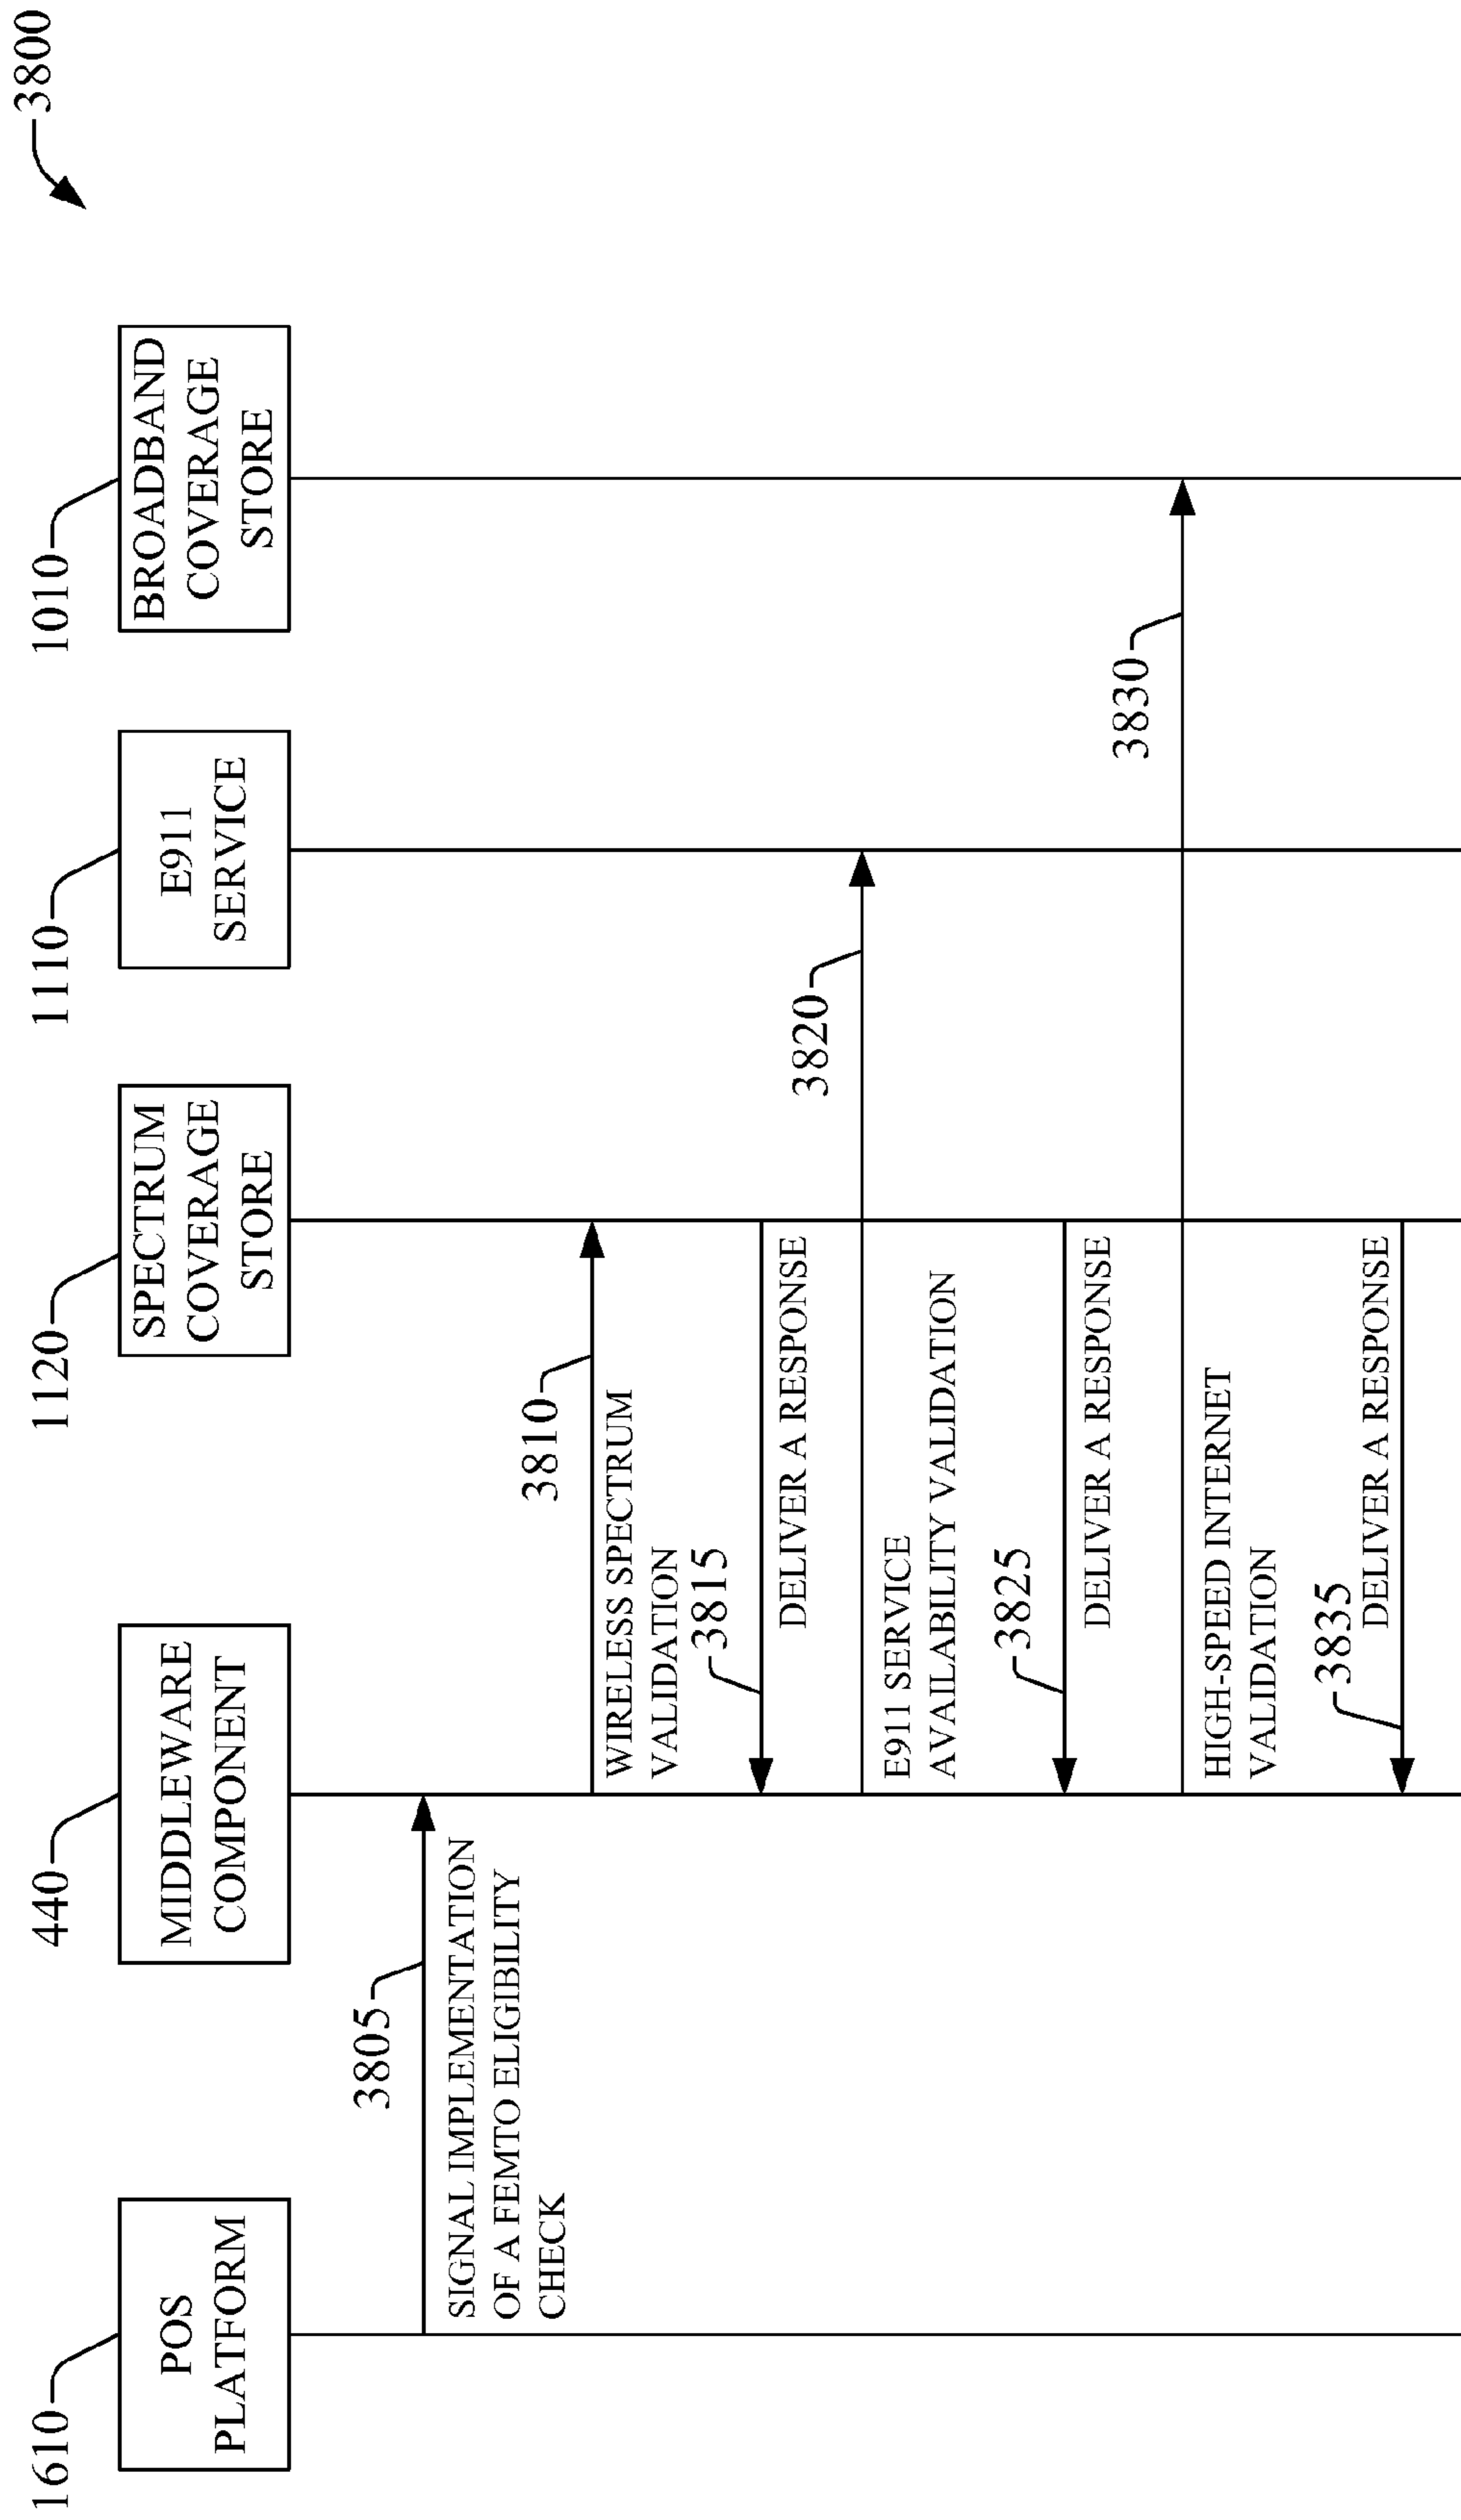 3800
1610
440
1120
1110
1010
POS
PLATFORM
MIDDLEWARE
COMPONENT
SPECTRUM
COVERAGE
STORE
E911
SERVICE
BROADBAND
COVERAGE
STORE
3805
SIGNAL IMPLEMENTATION
OF A FEMTO ELIGIBILITY
CHECK
3810
WIRELESS SPECTRUM
VALIDATION
3815
DELIVER A RESPONSE
3820
E911 SERVICE
AVAILABILITY VALIDATION
3825
DELIVER A RESPONSE
3830
HIGH-SPEED INTERNET
VALIDATION
3835
DELIVER A RESPONSE